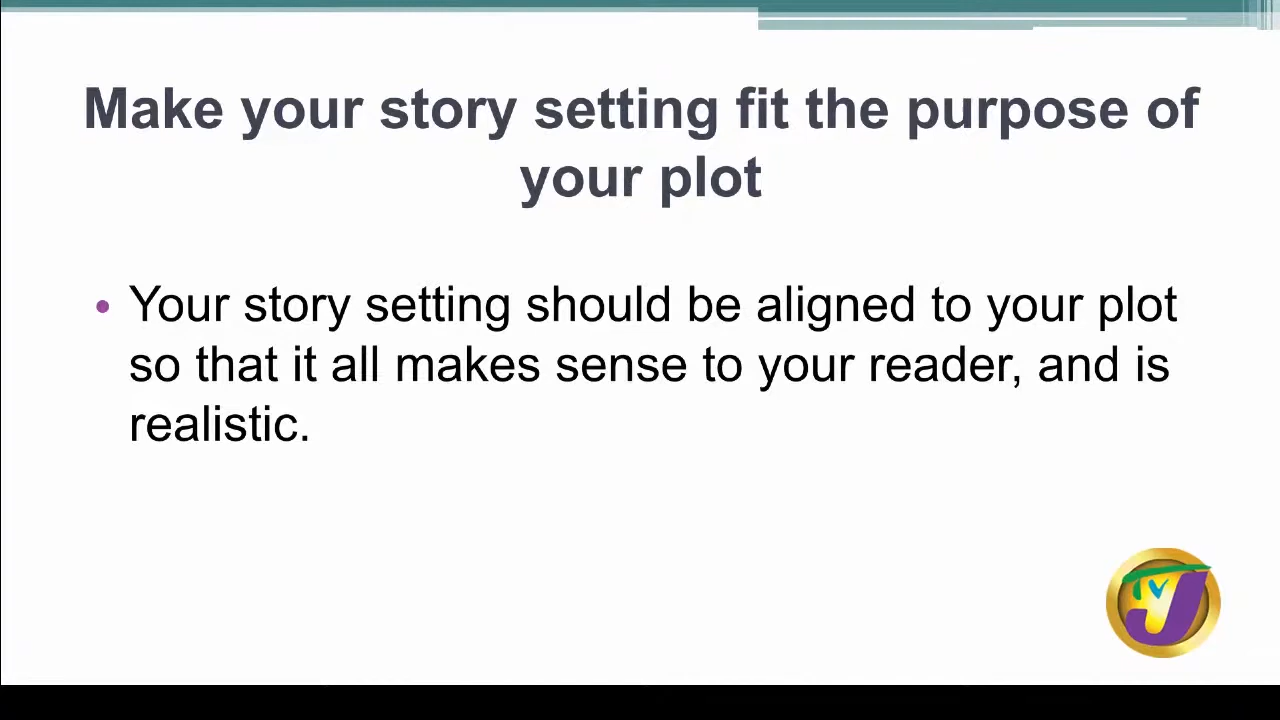 Make your story setting fit the purpose of
your plot
• Your story setting should be aligned to your plot
so that it all makes sense to your reader, and is
realistic.
TVJ